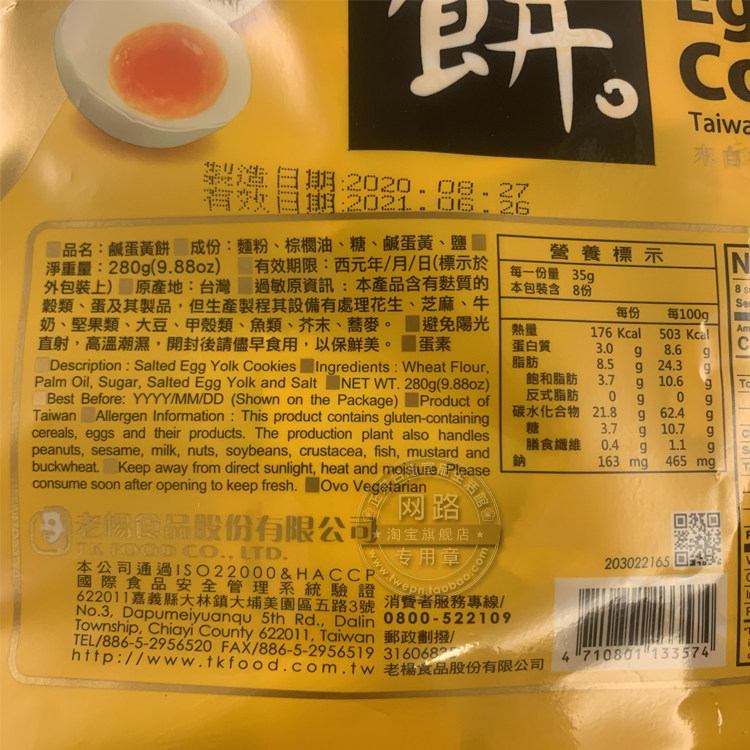 餅。
Eg
Co
Taiwa
製造日期:2020.08.27
有效日期:2021.06.26
品名：鹹蛋黃餅 成份：麵粉、棕櫚油、糖、鹹蛋黃、鹽
淨重量：280g(9.88oz) 有效期限：西元年/月/日(標示於
外包裝上) 原產地：台灣 過敏原資訊：本產品含有麩質的
穀類、蛋及其製品，但生產製程其設備有處理花生、芝麻、牛
奶、堅果類、大豆、甲殼類、魚類、芥末、蕎麥。 避免陽光
直射，高溫潮濕，開封後請儘早食用，以保鮮美。 蛋素
Description : Salted Egg Yolk Cookies Ingredients : Wheat Flour,
Palm Oil, Sugar, Salted Egg Yolk and Salt NET WT. 280g(9.88oz)
Best Before: YYYY/MM/DD (Shown on the Package) Product of
Taiwan Allergen Information : This product contains gluten-containing
cereals, eggs and their products. The production plant also handles
peanuts, sesame, milk, nuts, soybeans, crustacea, fish, mustard and
buckwheat. Keep away from direct sunlight, heat and moisture. Please
consume soon after opening to keep fresh. Ovo Vegetarian
營養標示
每一份量 35g
本包裝含 8份
每份 每100g
熱量 176 Kcal 503 Kcal
蛋白質 3.0 g 8.6 g
脂肪 8.5 g 24.3 g
飽和脂肪 3.7 g 10.6 g
反式脂肪 0 g 0 g
碳水化合物 21.8 g 62.4 g
糖 3.7 g 10.7 g
膳食纖維 0.4 g 1.1 g
鈉 163 mg 465 mg
老楊食品股份有限公司
TK FOOD CO., LTD.
本公司通過ISO22000&HACCP
國際食品安全管理系統驗證
622011嘉義縣大林鎮大埔美園區五路3號
No.3, Dapumeiyuanqu 5th Rd., Dalin
Township, Chiayi County 622011, Taiwan
TEL/886-5-2956520 FAX/886-5-2956519
http://www.tkfood.com.tw
消費者服務專線/
0800-522109
郵政劃撥/
老楊食品股份有限公司
203022165
4 710801 133574
网路
淘宝旗舰店
专用章
www.iwepn.taobao.com